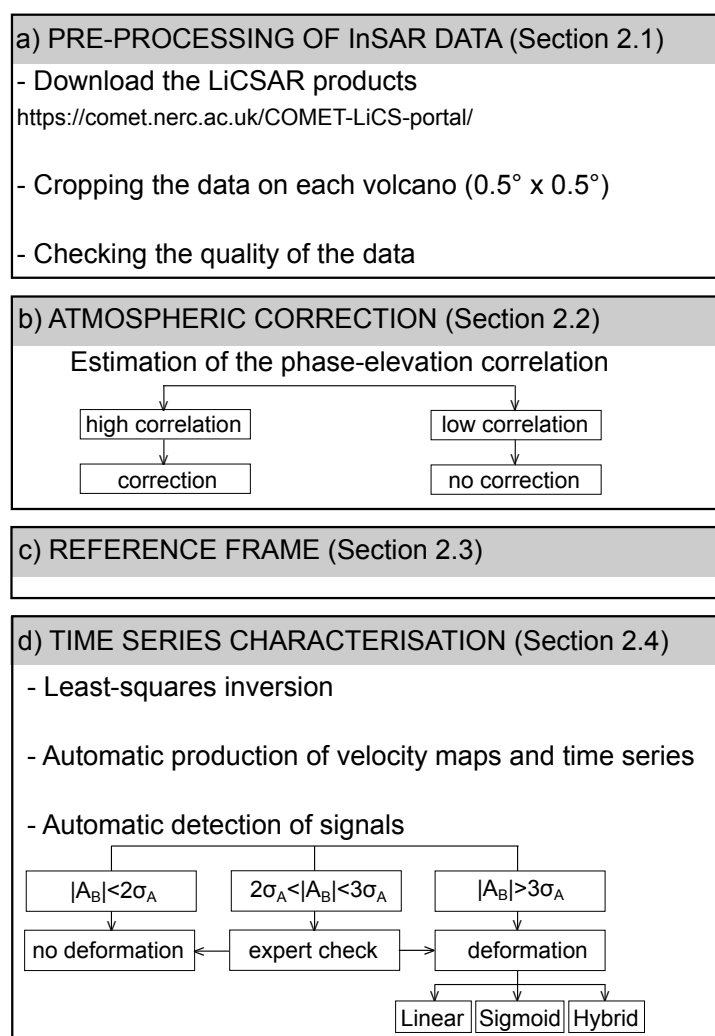 a) PRE-PROCESSING OF InSAR DATA (Section 2.1)
- Download the LiCSAR products
https://comet.nerc.ac.uk/COMET-LiCS-portal/
- Cropping the data on each volcano (0.5° x 0.5°)
- Checking the quality of the data
b) ATMOSPHERIC CORRECTION (Section 2.2)
Estimation of the phase-elevation correlation
high correlation
low correlation
correction
no correction
c) REFERENCE FRAME (Section 2.3)
d) TIME SERIES CHARACTERISATION (Section 2.4)
- Least-squares inversion
- Automatic production of velocity maps and time series
- Automatic detection of signals
|A_B|<2σ_A
2σ_A<|A_B|<3σ_A
|A_B|>3σ_A
no deformation
expert check
deformation
Linear
Sigmoid
Hybrid